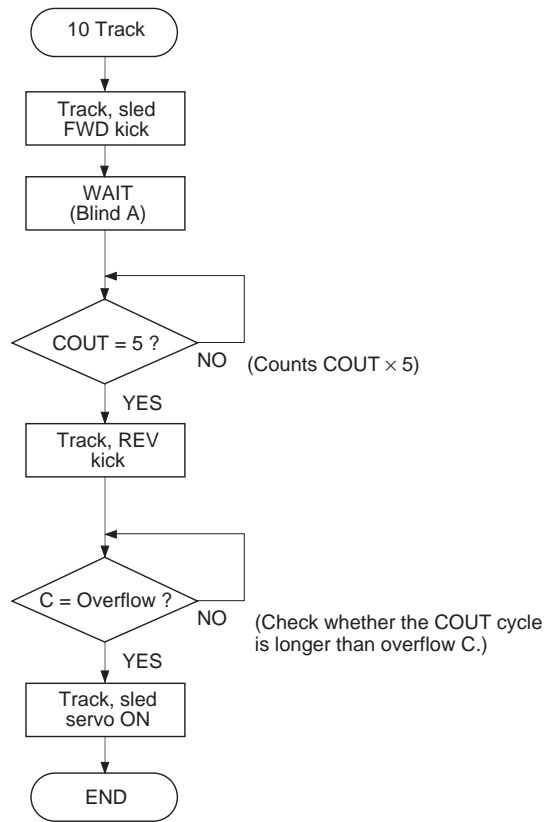 10 Track
Track, sled
FWD kick
WAIT
(Blind A)
COUT = 5 ?
NO
(Counts COUT × 5)
YES
Track, REV
kick
C = Overflow ?
NO
(Check whether the COUT cycle
is longer than overflow C.)
YES
Track, sled
servo ON
END